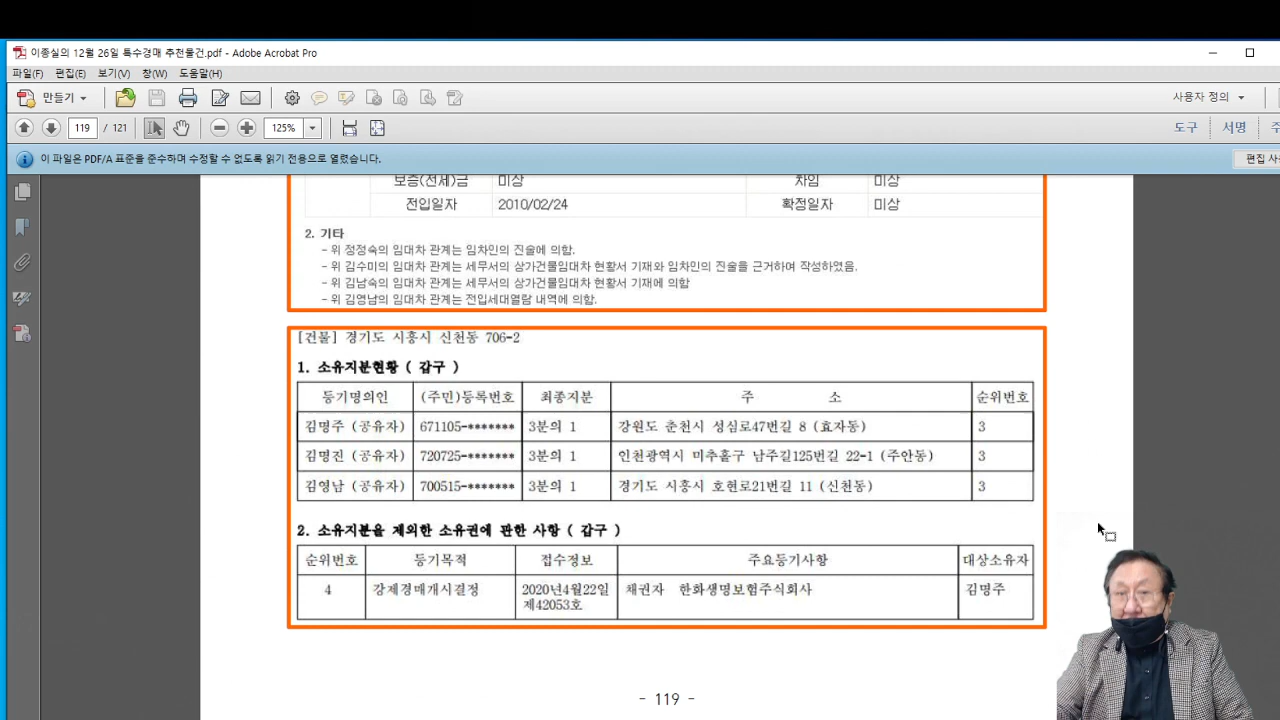 이종실의 12월 26일 특수경매 추천물건.pdf - Adobe Acrobat Pro
파일(F) 편집(E) 보기(V) 창(W) 도움말(H)
만들기 사용자 정의
119 / 121 125% 도구 서명
이 파일은 PDF/A 표준을 준수하며 수정할 수 없도록 읽기 전용으로 열렸습니다. 편집
보증(전세)금 미상 차임 미상
전입일자 2010/02/24 확정일자 미상
2. 기타
- 위 정정숙의 임대차 관계는 임차인의 진술에 의함.
- 위 김수미의 임대차 관계는 세무서의 상가건물임대차 현황서 기재와 임차인의 진술을 근거하여 작성하였음.
- 위 김남숙의 임대차 관계는 세무서의 상가건물임대차 현황서 기재에 의함
- 위 김영남의 임대차 관계는 전입세대열람 내역에 의함.
[건물] 경기도 시흥시 신천동 706-2
1. 소유지분현황 ( 갑구 )
등기명의인 (주민)등록번호 최종지분 주 소 순위번호
김명주 (공유자) 671105-******* 3분의 1 강원도 춘천시 성심로47번길 8 (효자동) 3
김명진 (공유자) 720725-******* 3분의 1 인천광역시 미추홀구 남주길125번길 22-1 (주안동) 3
김영남 (공유자) 700515-******* 3분의 1 경기도 시흥시 호현로21번길 11 (신천동) 3
2. 소유지분을 제외한 소유권에 관한 사항 ( 갑구 )
순위번호 등기목적 접수정보 주요등기사항 대상소유자
4 강제경매개시결정 2020년4월22일 채권자 한화생명보험주식회사 김명주
제42053호
- 119 -